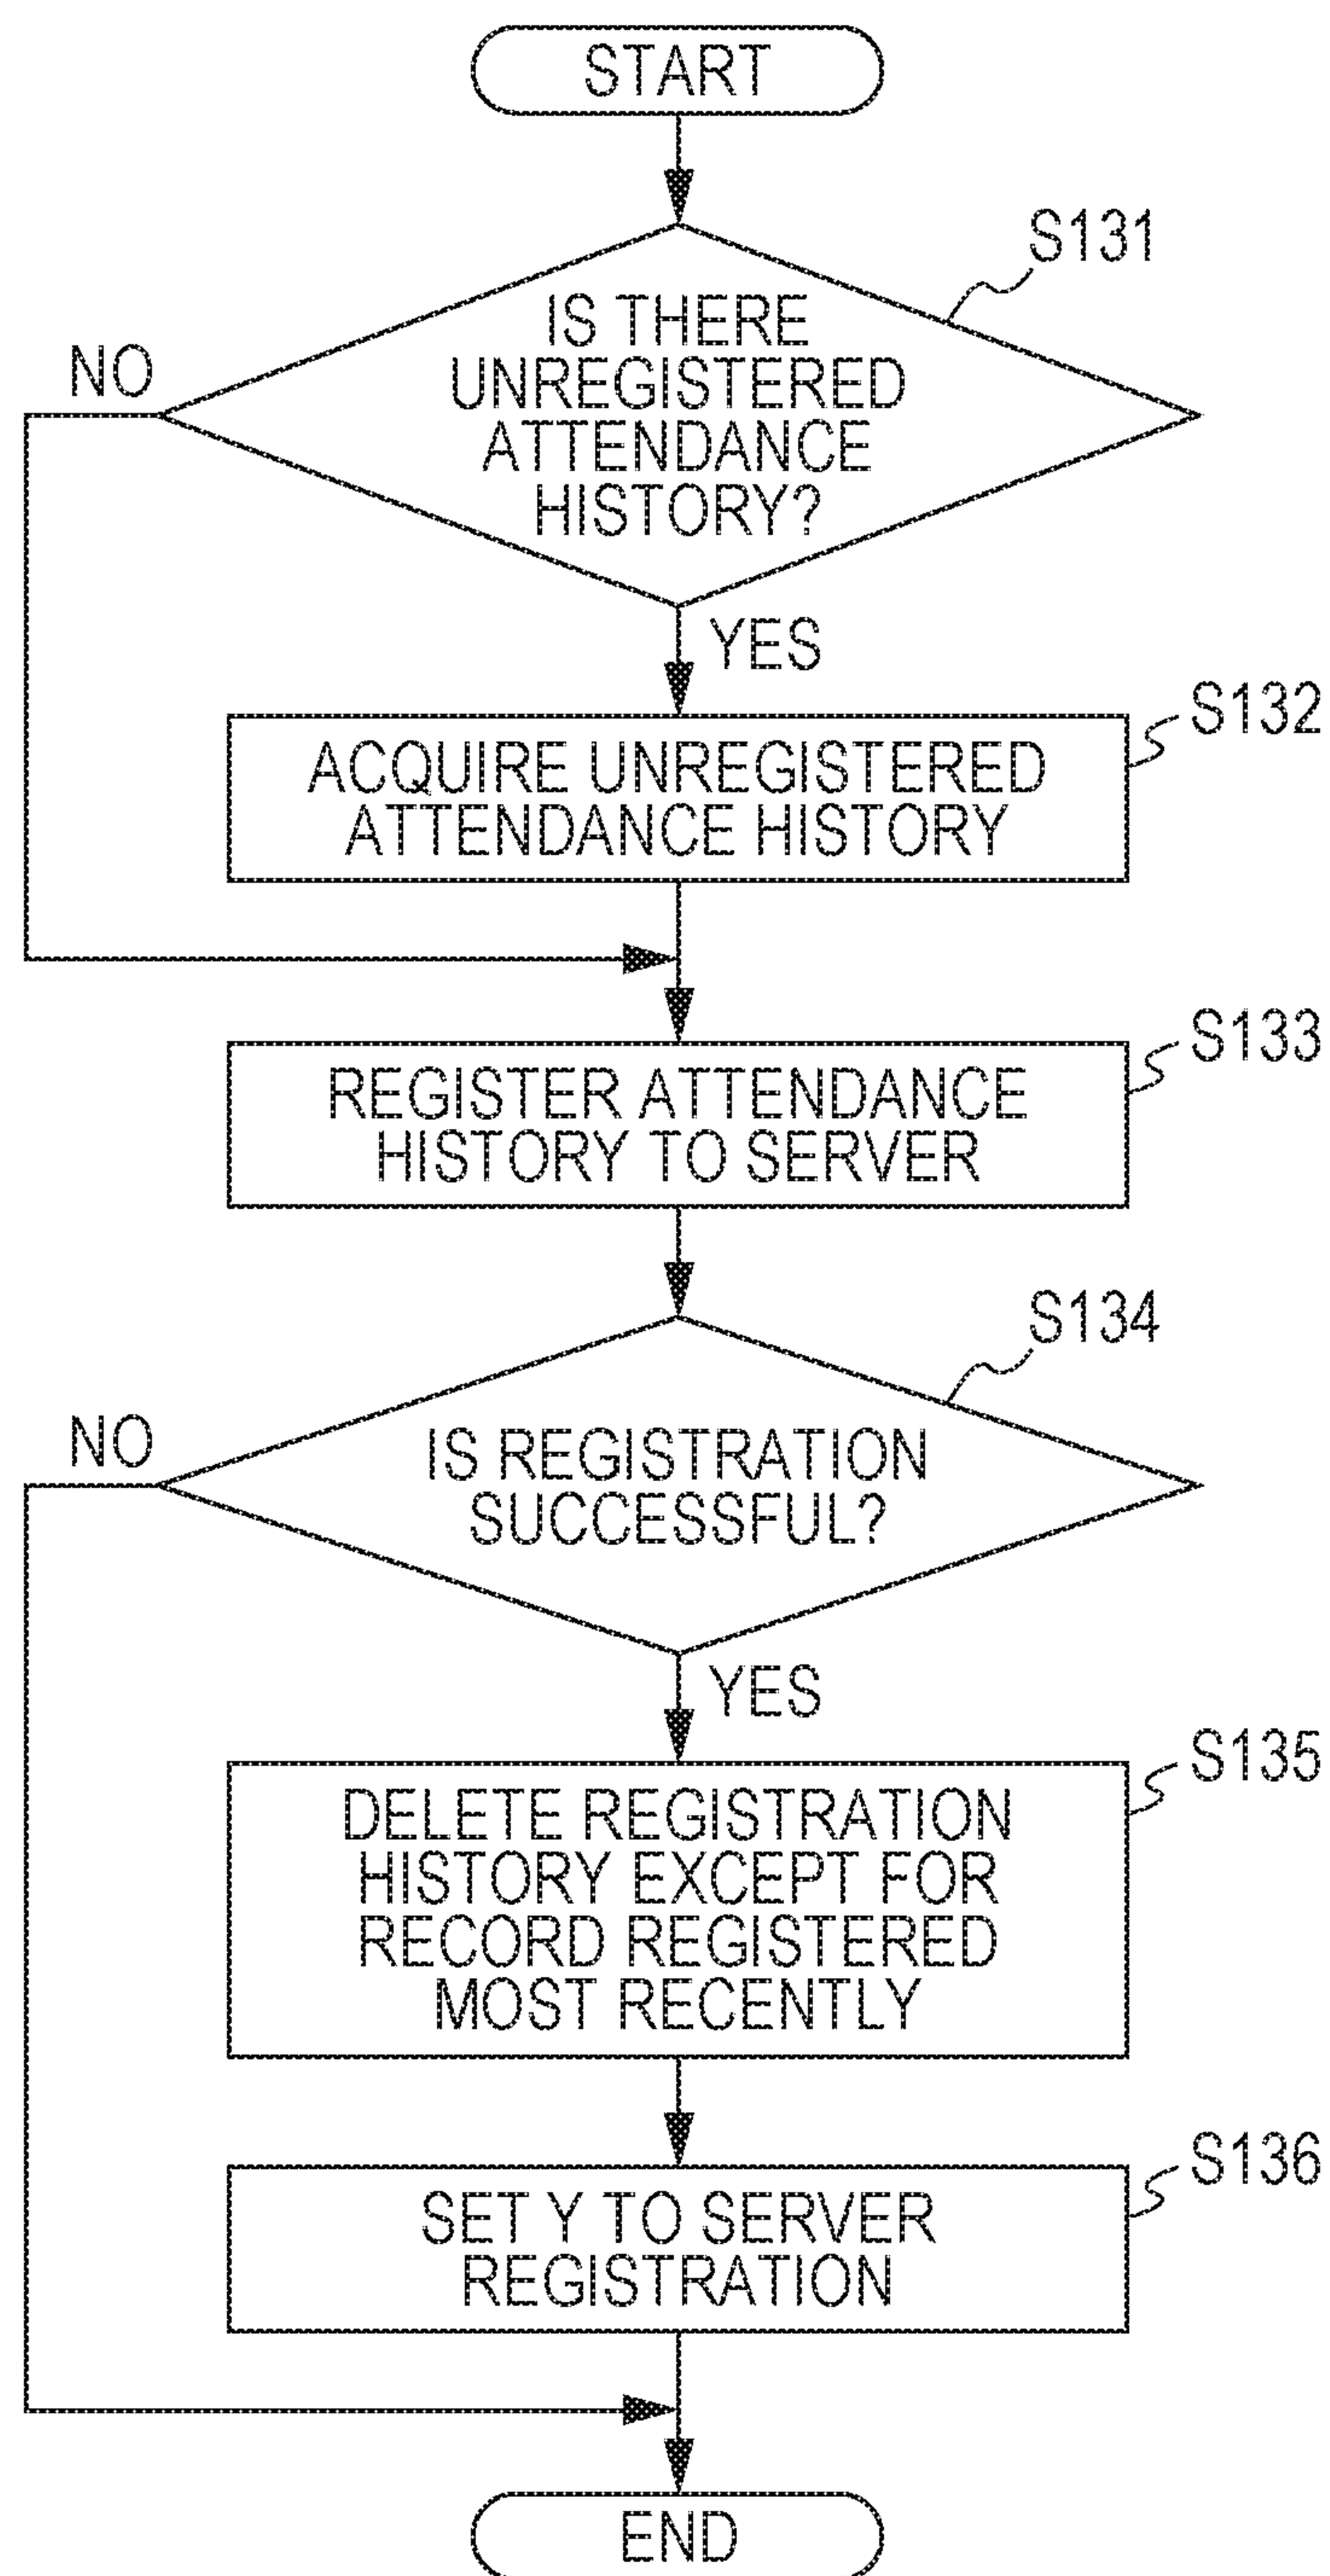 START
S131
IS THERE
UNREGISTERED
ATTENDANCE
HISTORY?
NO
YES
S132
ACQUIRE UNREGISTERED
ATTENDANCE HISTORY
S133
REGISTER ATTENDANCE
HISTORY TO SERVER
S134
NO
IS REGISTRATION
SUCCESSFUL?
YES
S135
DELETE REGISTRATION
HISTORY EXCEPT FOR
RECORD REGISTERED
MOST RECENTLY
S136
SET Y TO SERVER
REGISTRATION
END